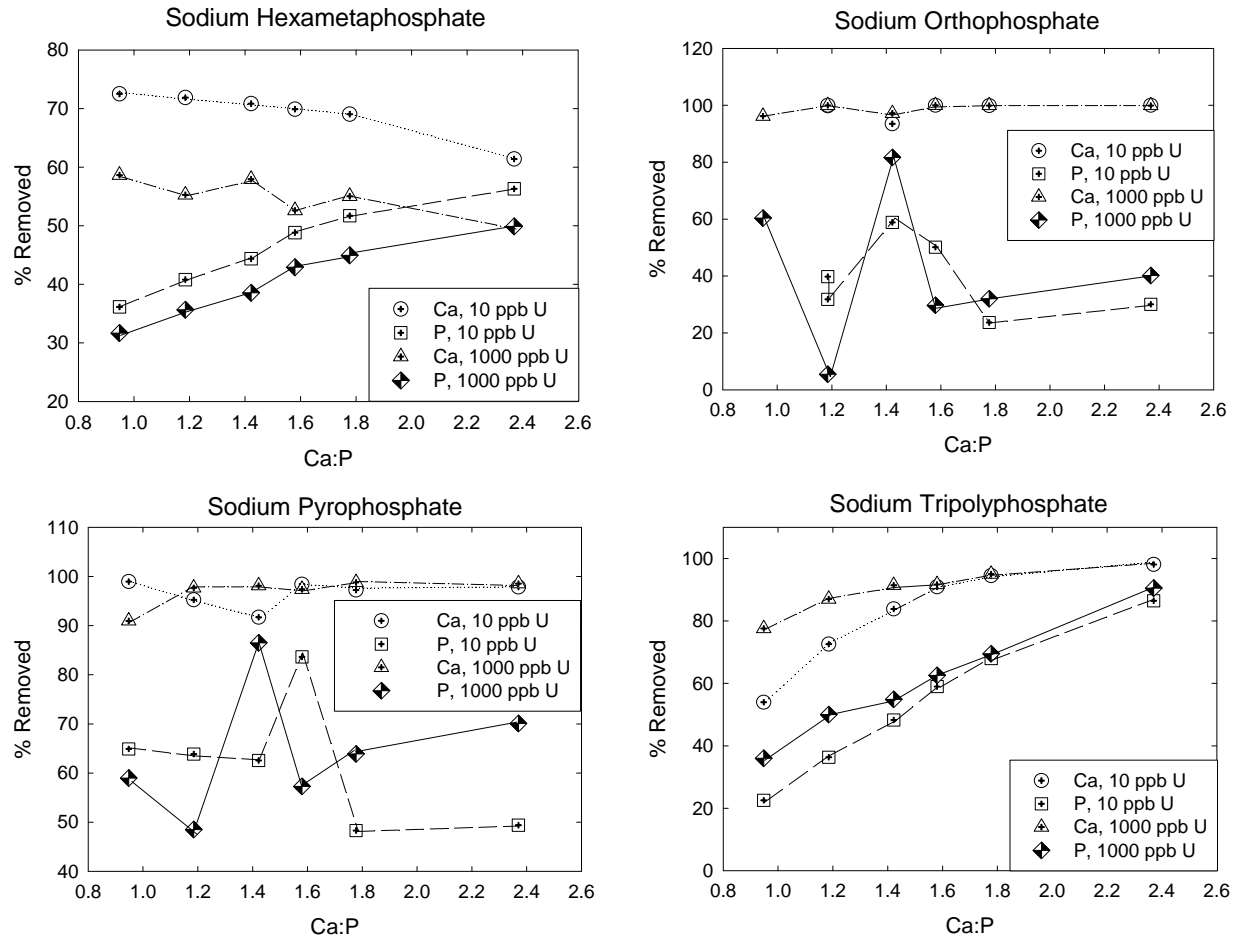 Sodium Hexametaphosphate
80
70
60
50
40
30
20
% Removed
Ca, 10 ppb U
P, 10 ppb U
Ca, 1000 ppb U
P, 1000 ppb U
0.8 1.0 1.2 1.4 1.6 1.8 2.0 2.2 2.4 2.6
Ca:P
Sodium Orthophosphate
120
100
80
60
40
20
0
% Removed
Ca, 10 ppb U
P, 10 ppb U
Ca, 1000 ppb U
P, 1000 ppb U
0.8 1.0 1.2 1.4 1.6 1.8 2.0 2.2 2.4 2.6
Ca:P
Sodium Pyrophosphate
110
100
90
80
70
60
50
40
% Removed
Ca, 10 ppb U
P, 10 ppb U
Ca, 1000 ppb U
P, 1000 ppb U
0.8 1.0 1.2 1.4 1.6 1.8 2.0 2.2 2.4 2.6
Ca:P
Sodium Tripolyphosphate
100
80
60
40
20
0
% Removed
Ca, 10 ppb U
P, 10 ppb U
Ca, 1000 ppb U
P, 1000 ppb U
0.8 1.0 1.2 1.4 1.6 1.8 2.0 2.2 2.4 2.6
Ca:P